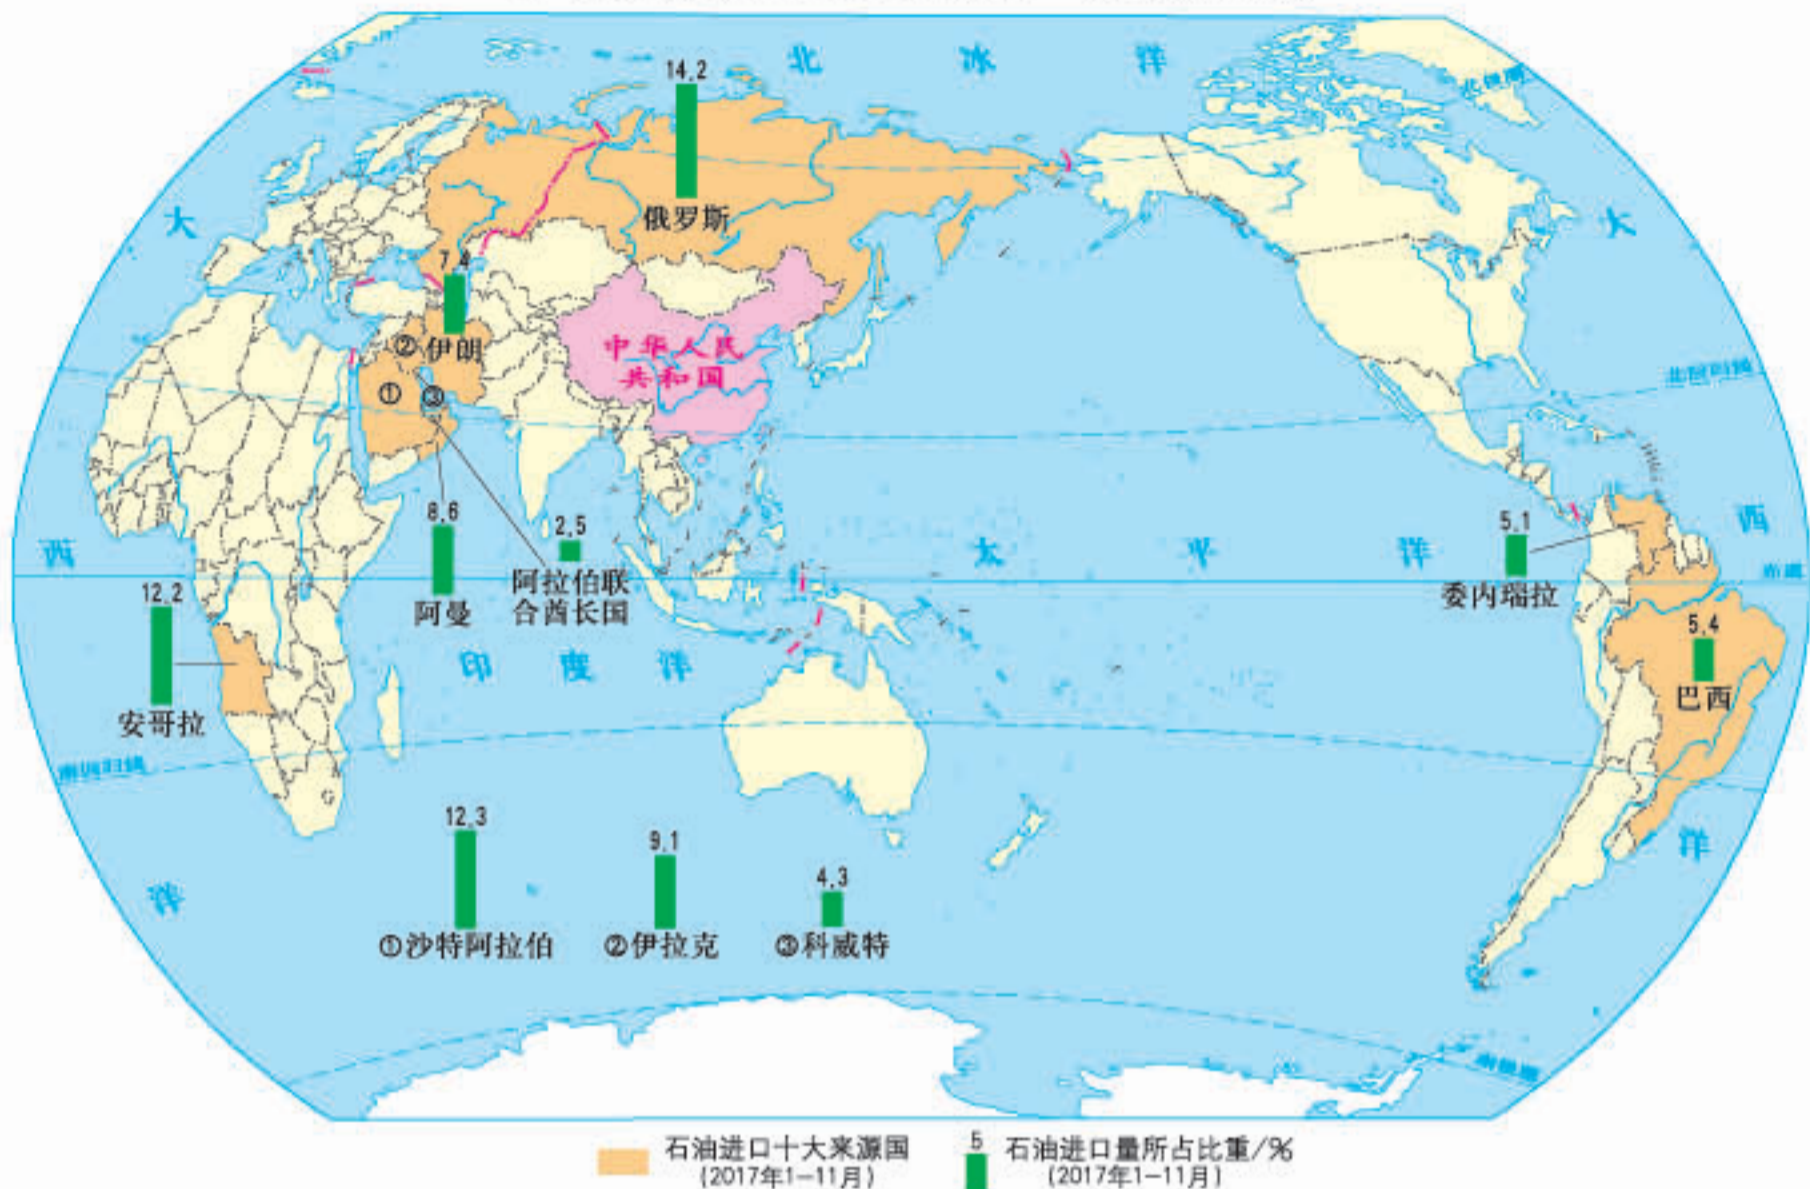 北 冰 洋
14.2
俄罗斯
北极圈
大
大
7.4
②伊朗
中华人民
共和国
①
③
北回归线
8.6
阿曼
2.5
阿拉伯联
合酋长国
西
太 平 洋
5.1
委内瑞拉
西
赤道
12.2
安哥拉
印 度 洋
5.4
巴西
南回归线
12.3
①沙特阿拉伯
9.1
②伊拉克
4.3
③科威特
洋
洋
南极圈
石油进口十大来源国
(2017年1-11月)
5
石油进口量所占比重/%
(2017年1-11月)